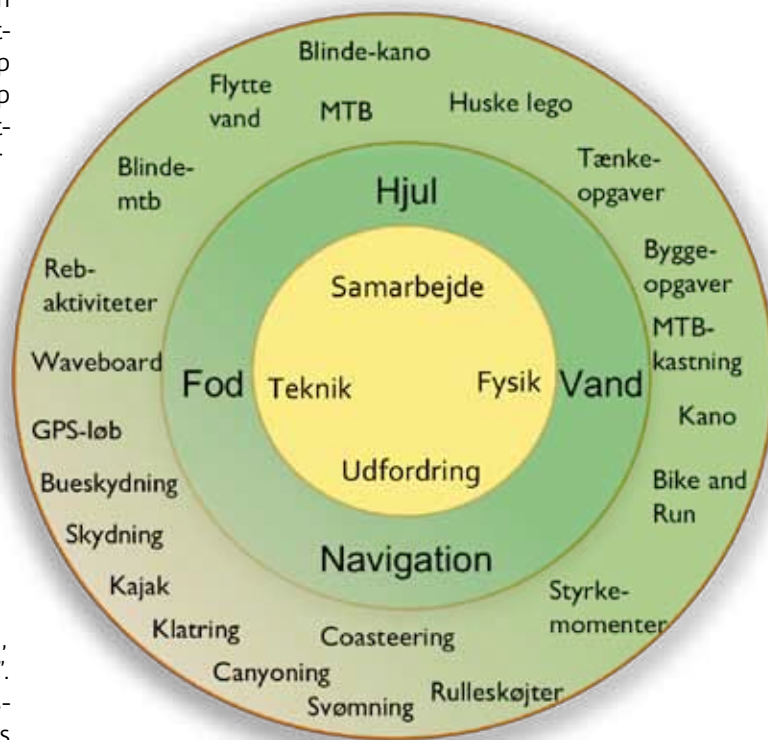 Blinde-kano
Flytte
vand
MTB
Huske lego
Blinde-
mtb
Tænke-
opgaver
Hjul
Reb-
aktiviteter
Bygge-
opgaver
Samarbejde
MTB-
kastning
Waveboard
Fod
Teknik
Fysik
Vand
Kano
GPS-løb
Udfordring
Bueskydning
Bike and
Run
Skydning
Navigation
Kajak
Styrke-
momenter
Klatring
Coasteering
Canyoning
Svømning
Rulleskøjter